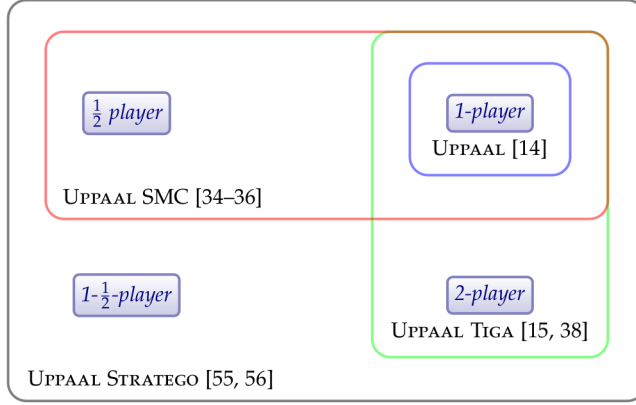 ½ player
1-player
UPPAAL [14]
UPPAAL SMC [34–36]
1-½-player
2-player
UPPAAL TIGA [15, 38]
UPPAAL STRATEGO [55, 56]